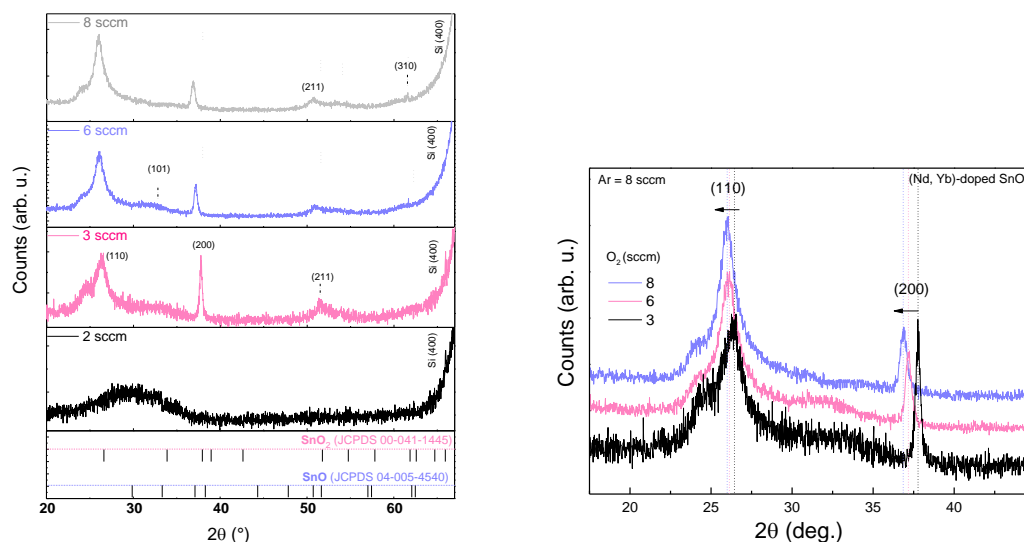 8 sccm
Si (400)
(310)
(211)
6 sccm
Si (400)
(101)
3 sccm
Si (400)
(110)
(200)
(211)
2 sccm
Si (400)
SnO2 (JCPDS 00-041-1445)
SnO (JCPDS 04-005-4540)
20 30 40 50 60
2θ (°)
Counts (arb. u.)
Ar = 8 sccm
(Nd, Yb)-doped SnO
(110)
O2 (sccm)
8
6
3
(200)
25 30 35 40
2θ (deg.)
Counts (arb. u.)